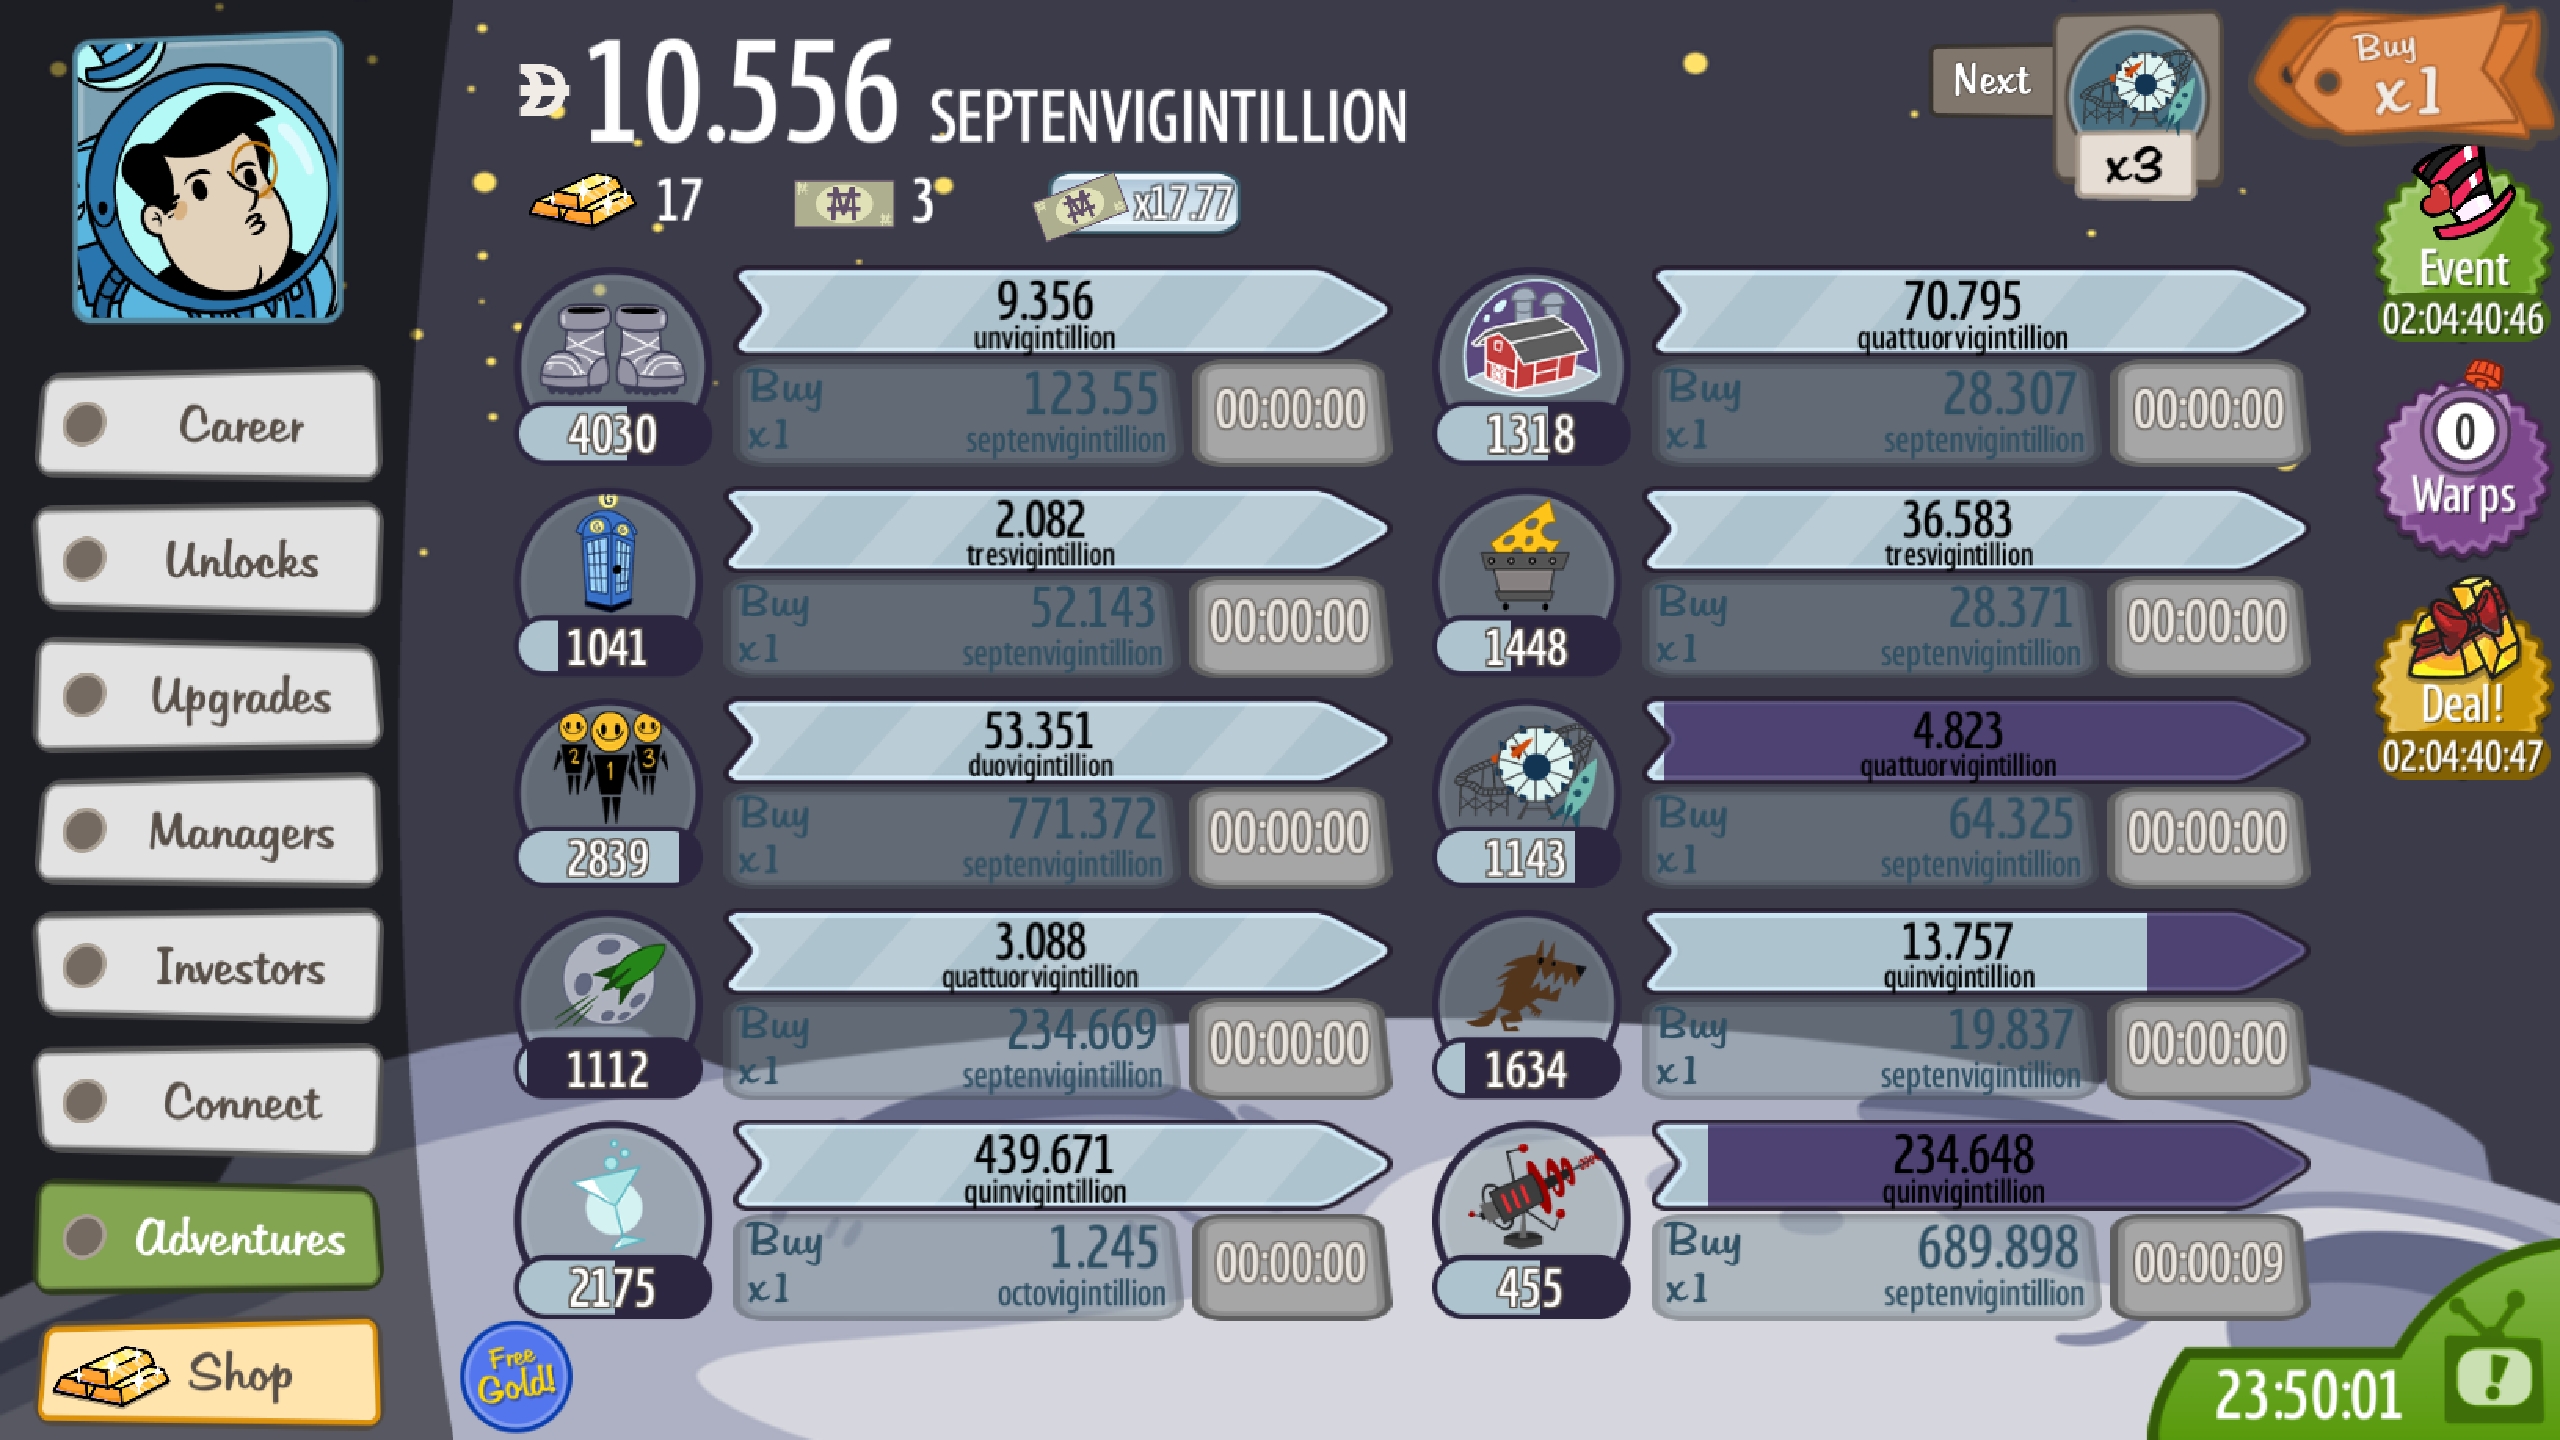 10.556 SEPTENVIGINTILLION
17
3
x17.77
Next
x3
Buy
x1
Career
Unlocks
Upgrades
Managers
Investors
Connect
Adventures
Shop
9.356
unvigintillion
4030
Buy
x1
123.55
septenvigintillion
00:00:00
70.795
quattuorvigintillion
1318
Buy
x1
28.307
septenvigintillion
00:00:00
2.082
tresvigintillion
1041
Buy
x1
52.143
septenvigintillion
00:00:00
36.583
tresvigintillion
1448
Buy
x1
28.371
septenvigintillion
00:00:00
2
1
3
53.351
duovigintillion
2839
Buy
x1
771.372
septenvigintillion
00:00:00
4.823
quattuorvigintillion
1143
Buy
x1
64.325
septenvigintillion
00:00:00
3.088
quattuorvigintillion
1112
Buy
x1
234.669
septenvigintillion
00:00:00
13.757
quinvigintillion
1634
Buy
x1
19.837
septenvigintillion
00:00:00
439.671
quinvigintillion
2175
Buy
x1
1.245
octovigintillion
00:00:00
234.648
quinvigintillion
455
Buy
x1
689.898
septenvigintillion
00:00:09
Event
02:04:40:46
0
Warps
Deal!
02:04:40:47
Free
Gold!
23:50:01
!